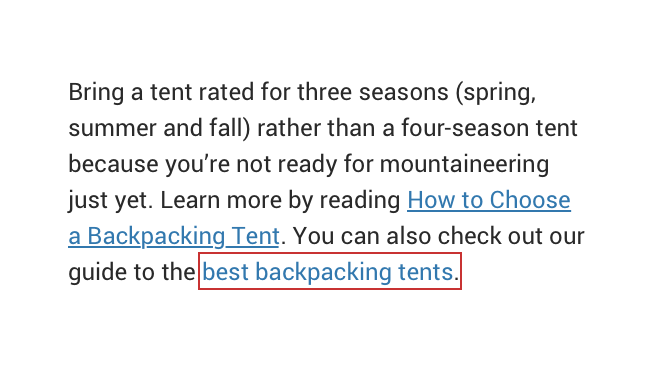 Bring a tent rated for three seasons (spring,
summer and fall) rather than a four-season tent
because you’re not ready for mountaineering
just yet. Learn more by reading How to Choose
a Backpacking Tent. You can also check out our
guide to the best backpacking tents.